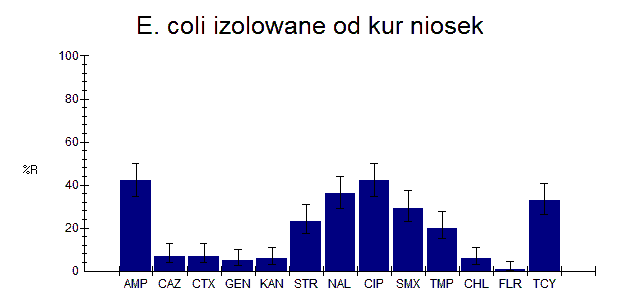 E. coli izolowane od kur niosek
100
80
60
%R
40
20
0
AMP CAZ CTX GEN KAN STR NAL CIP SMX TMP CHL FLR TCY